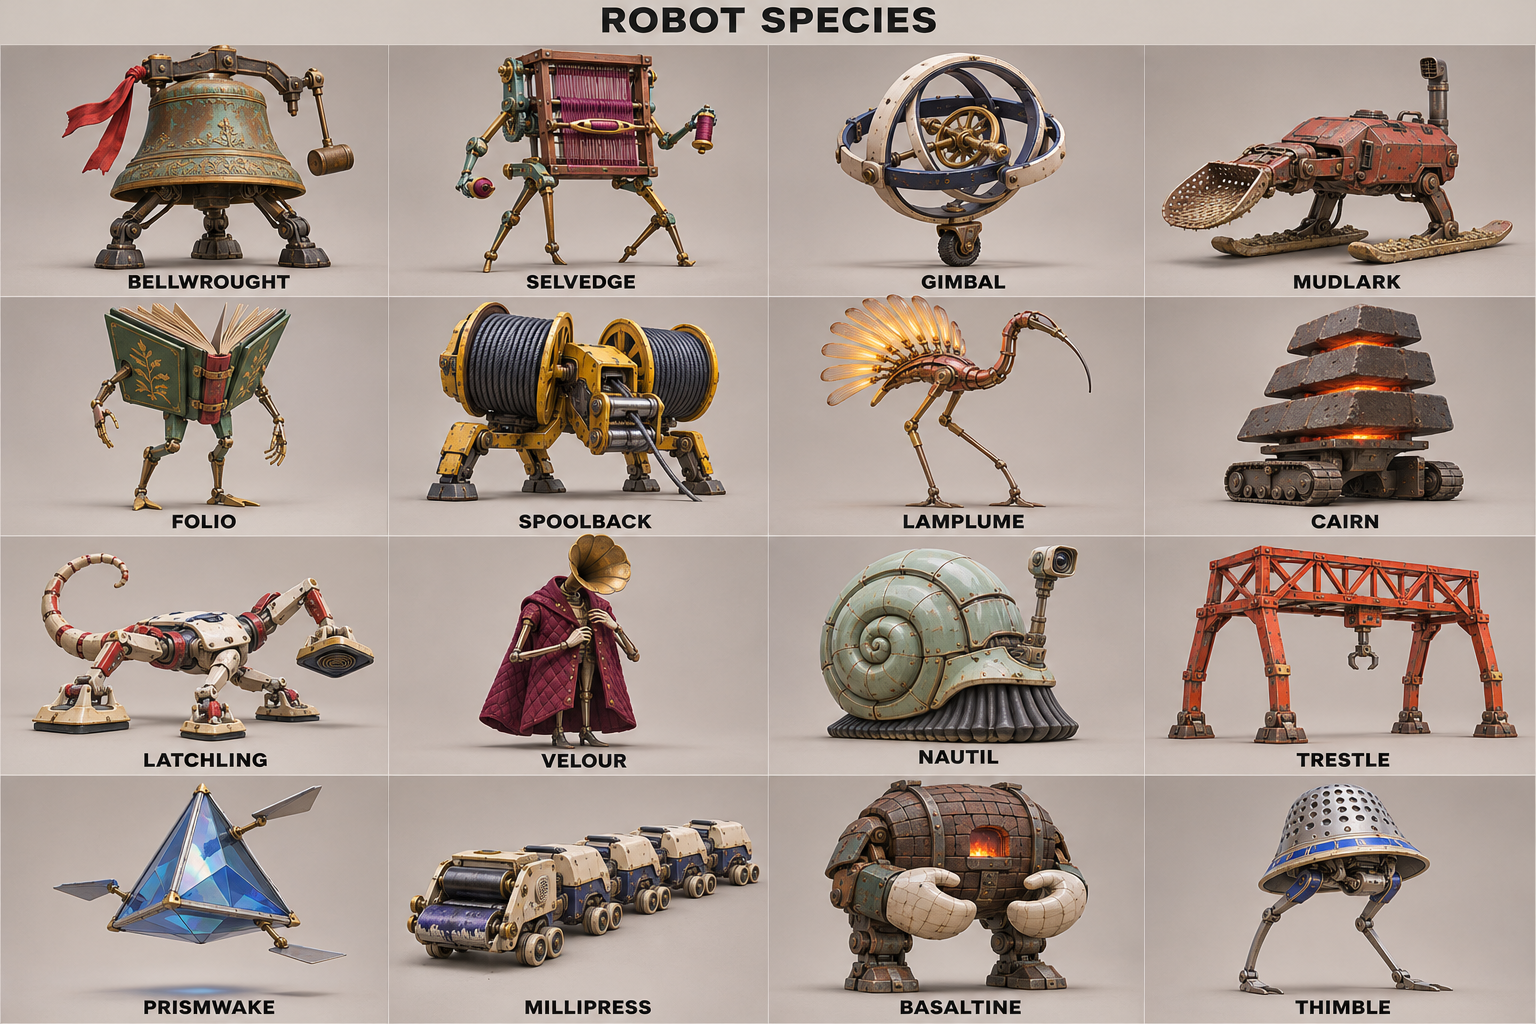 ROBOT SPECIES
BELLWROUGHT
SELVEDGE
GIMBAL
MUDLARK
FOLIO
SPOOLBACK
LAMPLUME
CAIRN
LATCHLING
VELOUR
NAUTIL
TRESTLE
PRISMWAKE
MILLIPRESS
BASALTINE
THIMBLE